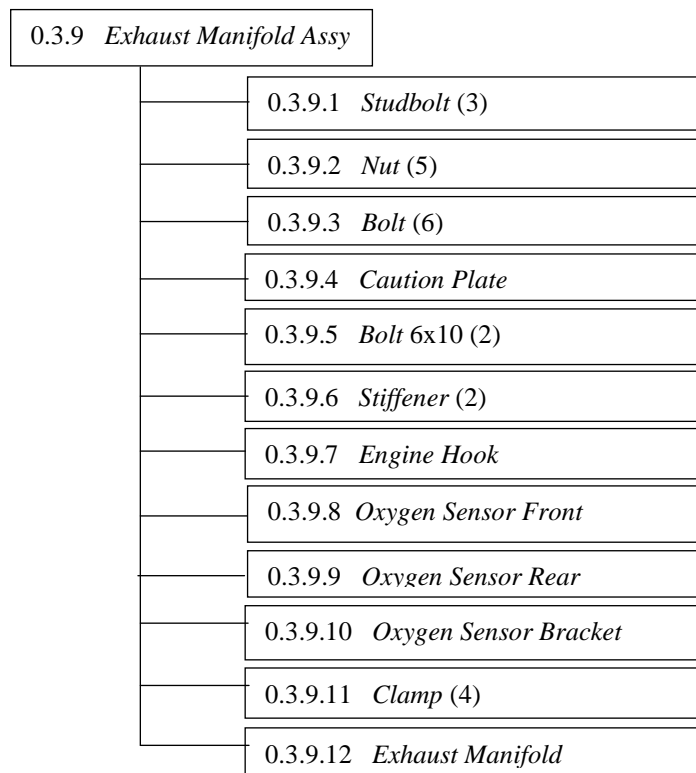 0.3.9 Exhaust Manifold Assy
0.3.9.1 Studbolt (3)
0.3.9.2 Nut (5)
0.3.9.3 Bolt (6)
0.3.9.4 Caution Plate
0.3.9.5 Bolt 6x10 (2)
0.3.9.6 Stiffener (2)
0.3.9.7 Engine Hook
0.3.9.8 Oxygen Sensor Front
0.3.9.9 Oxygen Sensor Rear
0.3.9.10 Oxygen Sensor Bracket
0.3.9.11 Clamp (4)
0.3.9.12 Exhaust Manifold